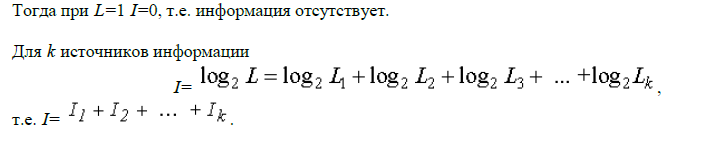 Тогда при L=1 I=0, т.е. информация отсутствует.
Для k источников информации
I= log₂ L = log₂ L₁ + log₂ L₂ + log₂ L₃ + ... + log₂ Lₖ ,
т.е. I= I₁ + I₂ + ... + Iₖ .